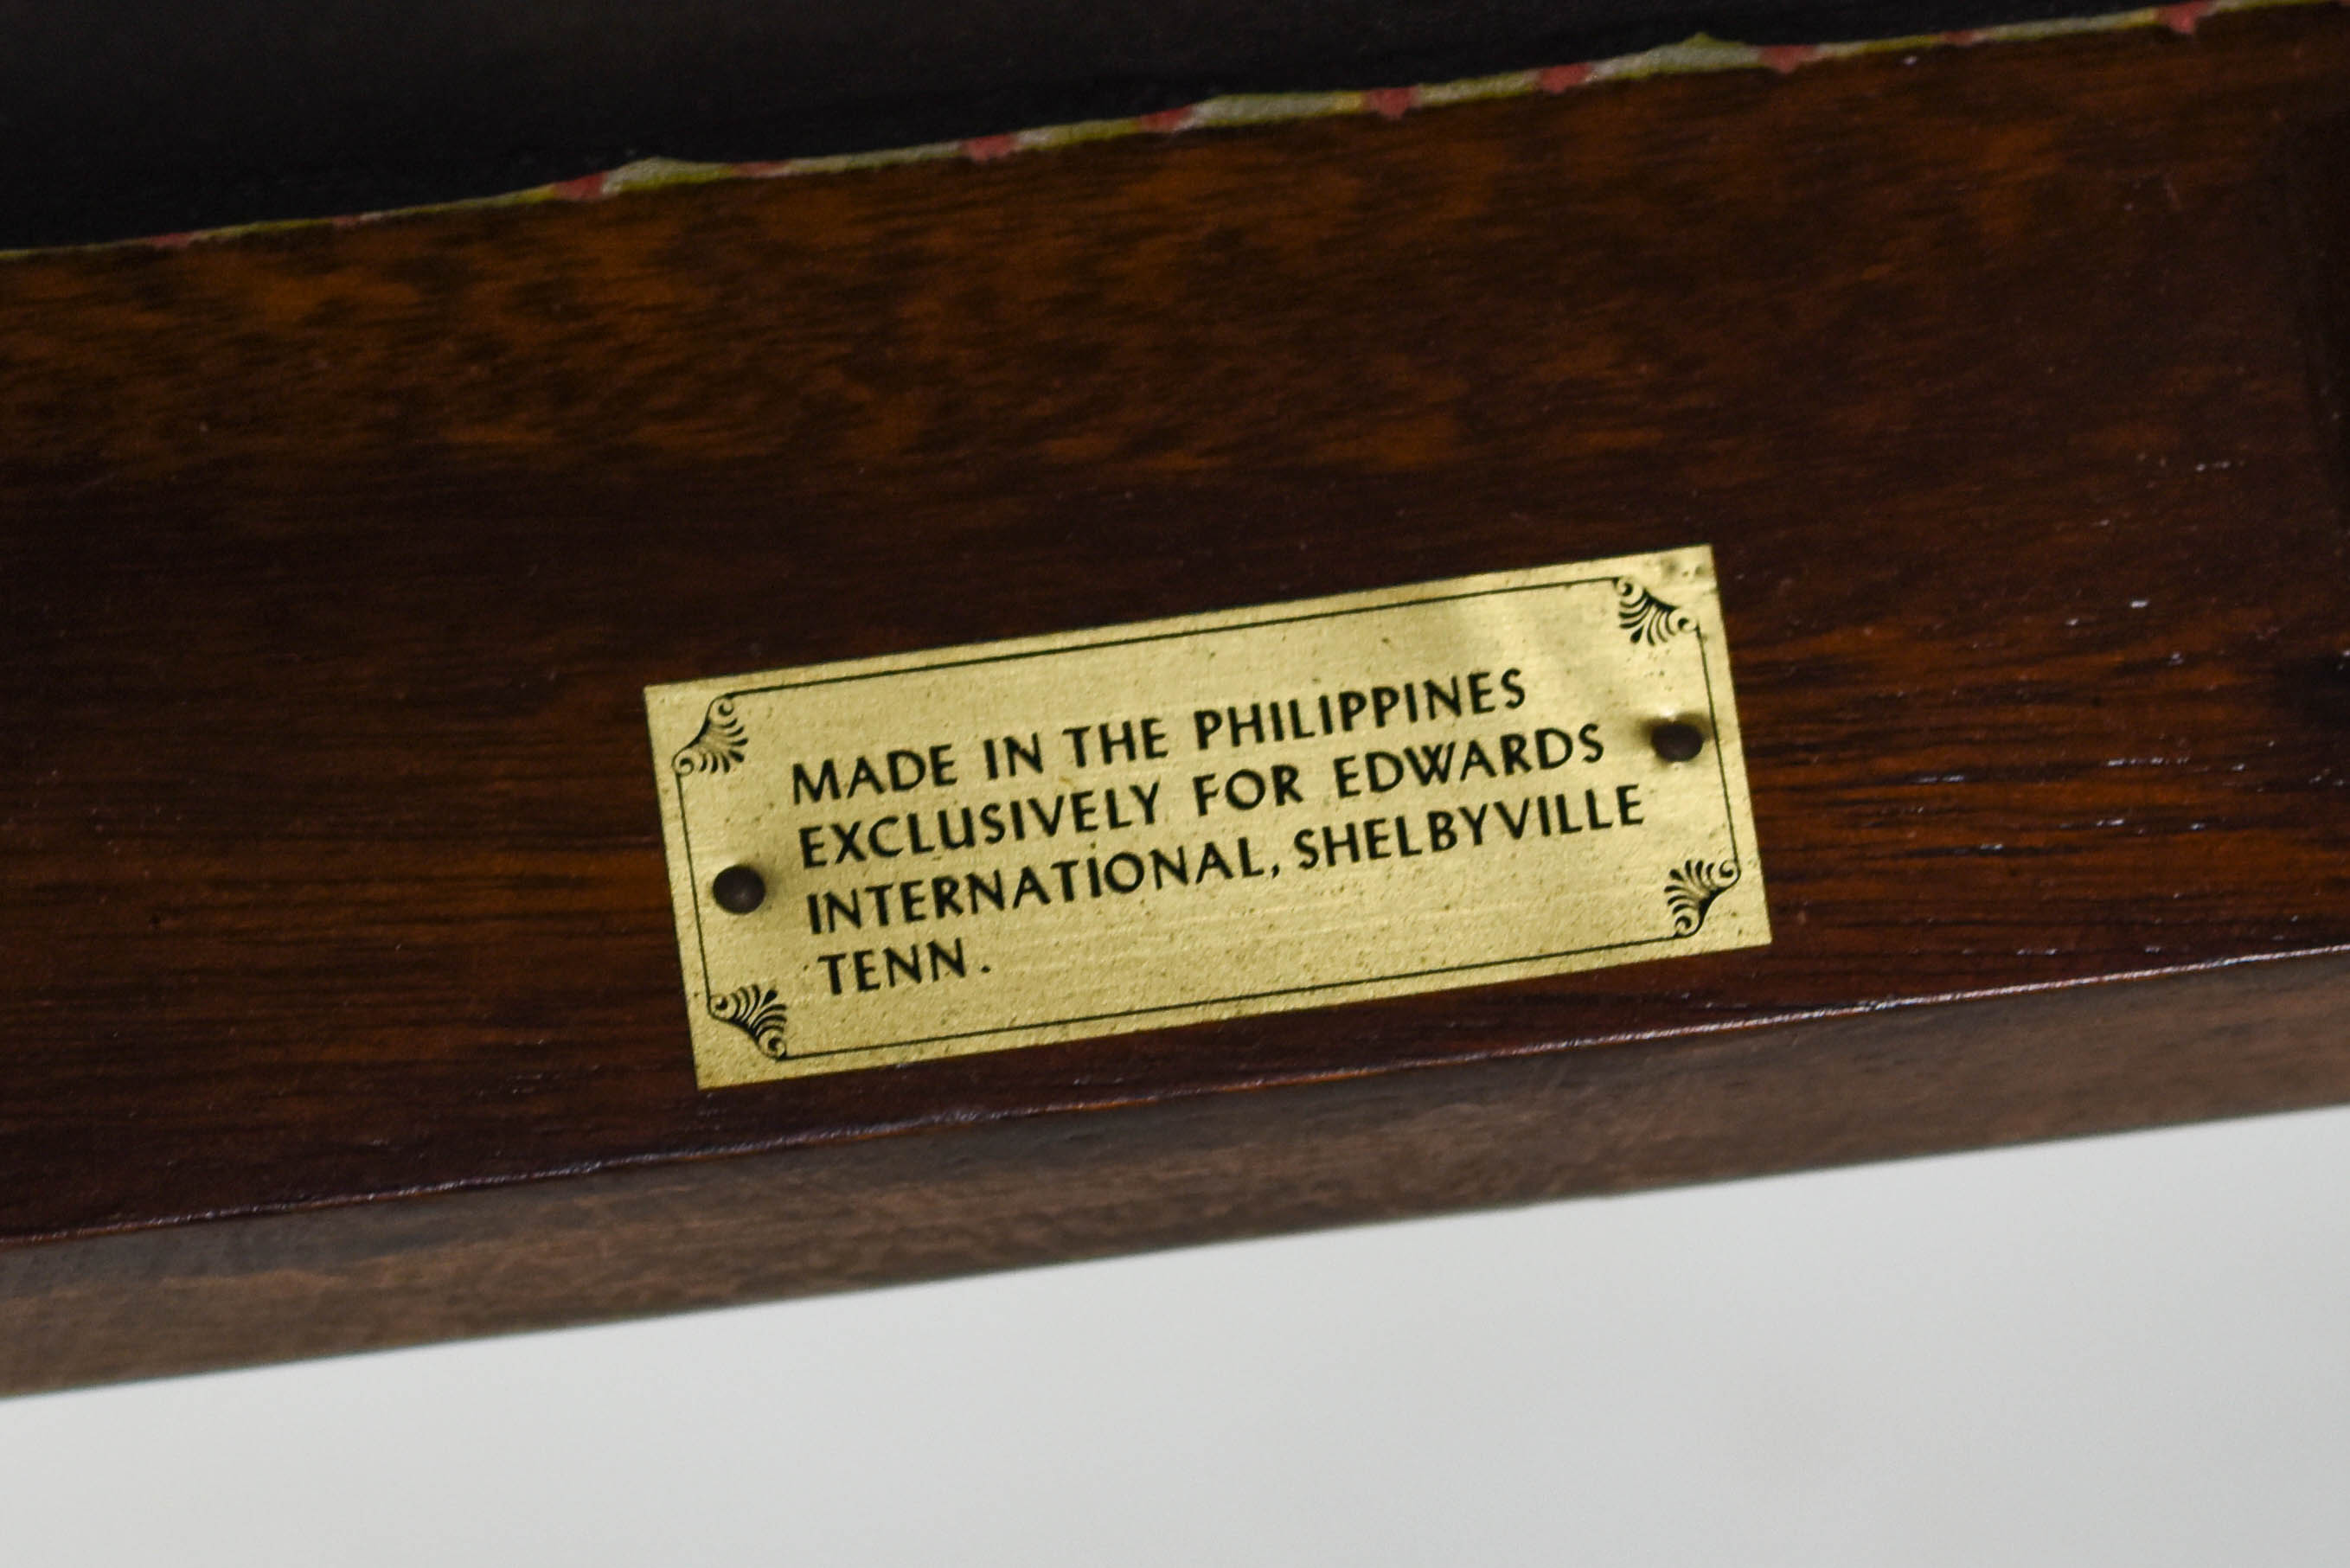 MADE IN THE PHILIPPINES
EXCLUSIVELY FOR EDWARDS
INTERNATIONAL, SHELBYVILLE
TENN.